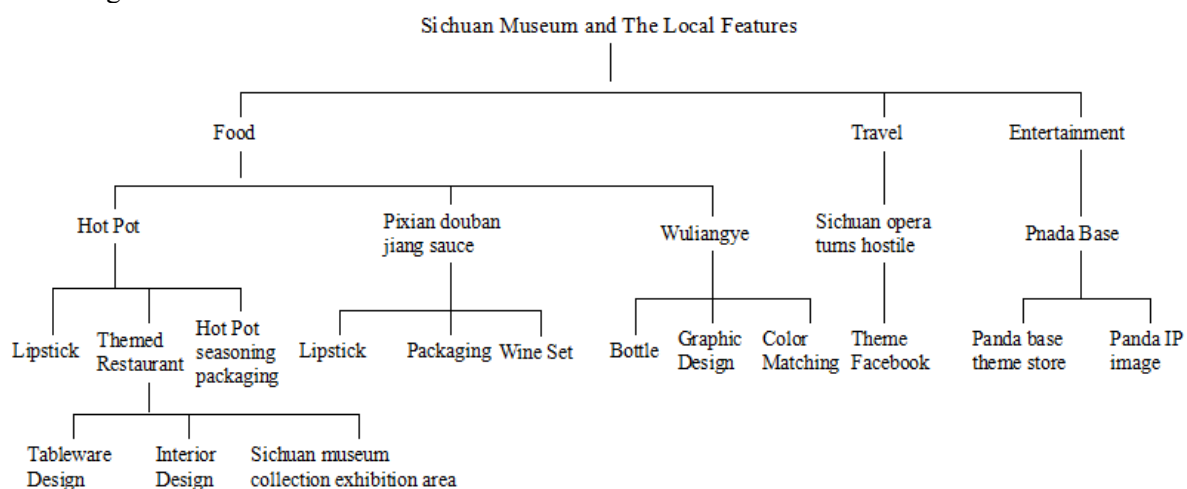 Sichuan Museum and The Local Features
Food
Travel
Entertainment
Hot Pot
Pixian douban
jiang sauce
Wuliangye
Sichuan opera
turns hostile
Pnada Base
Lipstick
Themed
Restaurant
Hot Pot
seasoning
packaging
Lipstick
Packaging
Wine Set
Bottle
Graphic
Design
Color
Matching
Theme
Facebook
Panda base
theme store
Panda IP
image
Tableware
Design
Interior
Design
Sichuan museum
collection exhibition area